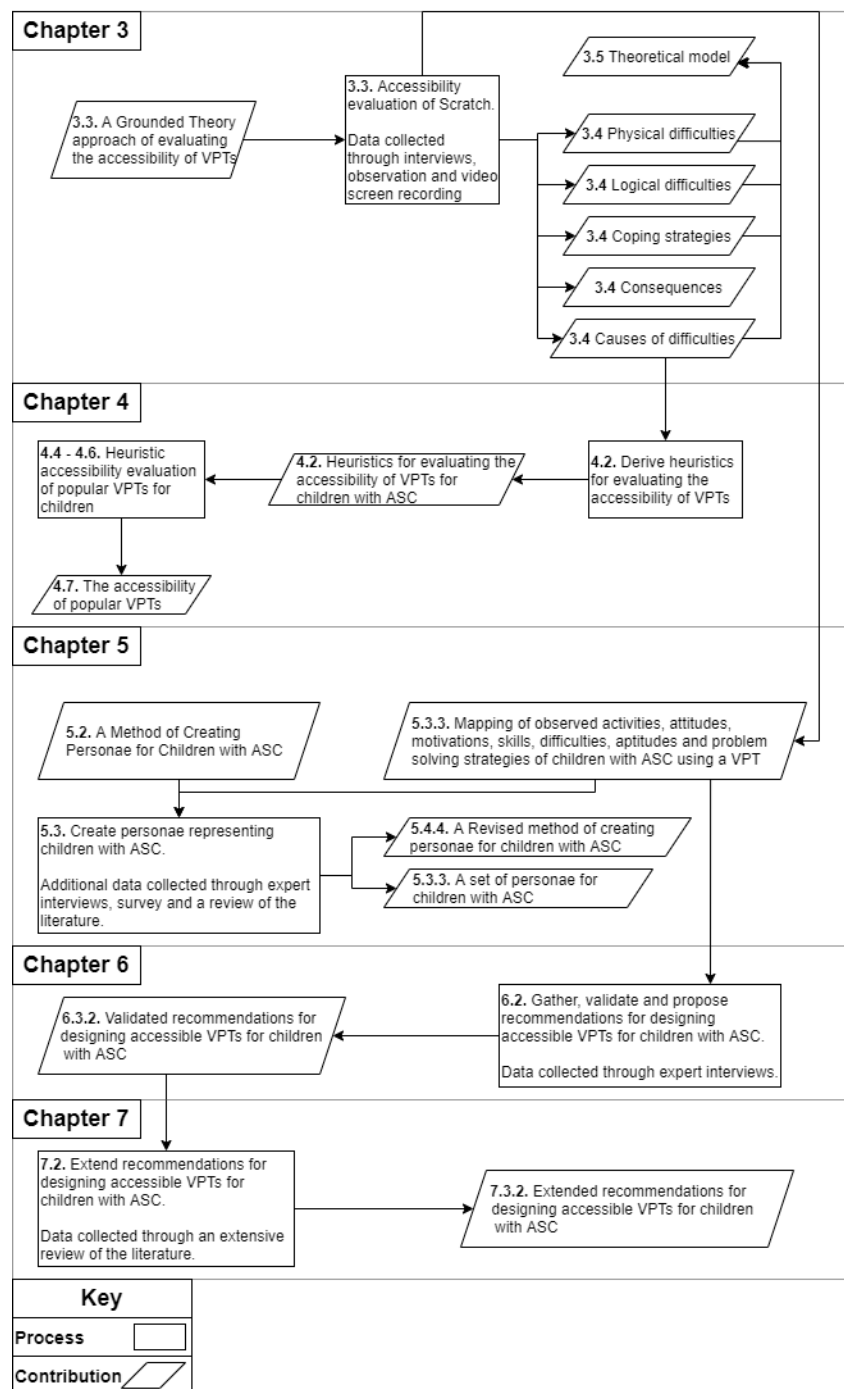 Chapter 3
3.5 Theoretical model
3.3. A Grounded Theory
approach of evaluating
the accessibility of VPTs
3.3. Accessibility
evaluation of Scratch.
Data collected
through interviews,
observation and video
screen recording
3.4 Physical difficulties
3.4 Logical difficulties
3.4 Coping strategies
3.4 Consequences
3.4 Causes of difficulties
Chapter 4
4.4 - 4.6. Heuristic
accessibility evaluation
of popular VPTs for
children
4.2. Heuristics for evaluating the
accessibility of VPTs for
children with ASC
4.2. Derive heuristics
for evaluating the
accessibility of VPTs
4.7. The accessibility
of popular VPTs
Chapter 5
5.2. A Method of Creating
Personae for Children with ASC
5.3.3. Mapping of observed activities, attitudes,
motivations, skills, difficulties, aptitudes and problem
solving strategies of children with ASC using a VPT
5.3. Create personae representing
children with ASC.
Additional data collected through expert
interviews, survey and a review of the
literature.
5.4.4. A Revised method of creating
personae for children with ASC
5.3.3. A set of personae for
children with ASC
Chapter 6
6.3.2. Validated recommendations for
designing accessible VPTs for children
with ASC
6.2. Gather, validate and propose
recommendations for designing
accessible VPTs for children with ASC.
Data collected through expert interviews.
Chapter 7
7.2. Extend recommendations for
designing accessible VPTs for
children with ASC.
Data collected through an extensive
review of the literature.
7.3.2. Extended recommendations for
designing accessible VPTs for children
with ASC
Key
Process
Contribution